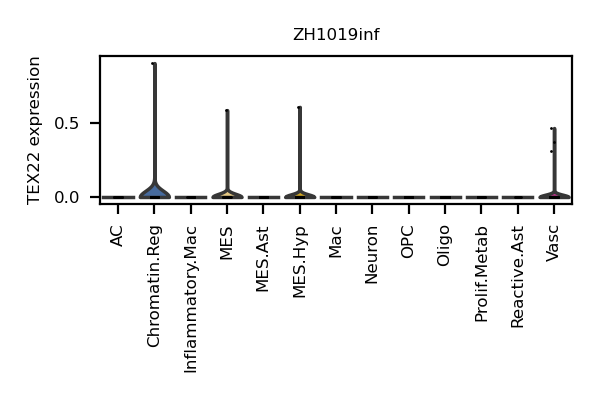 ZH1019inf
TEX22 expression
0.5
0.0
AC
Chromatin.Reg
Inflammatory.Mac
MES
MES.Ast
MES.Hyp
Mac
Neuron
OPC
Oligo
Prolif.Metab
Reactive.Ast
Vasc